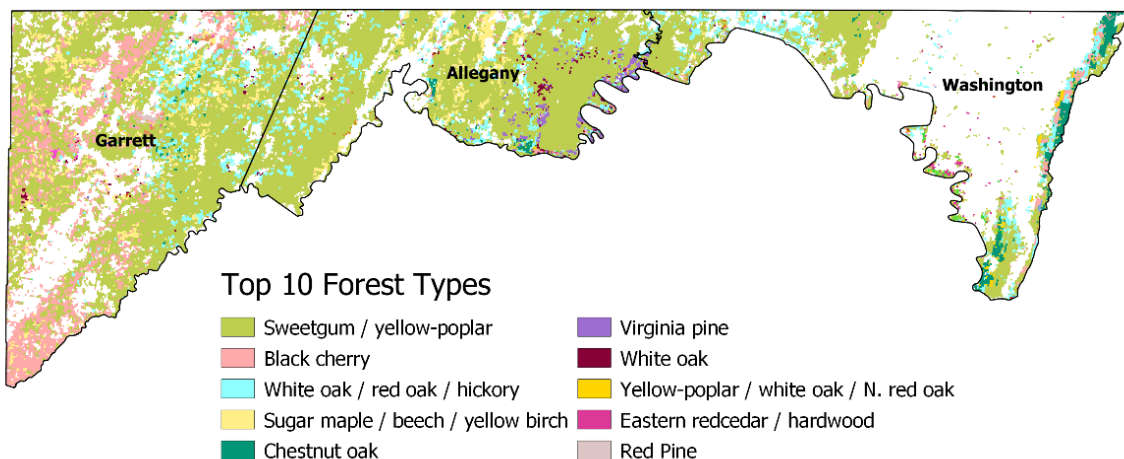 Allegany
Washington
Garrett
Top 10 Forest Types
Sweetgum / yellow-poplar
Black cherry
White oak / red oak / hickory
Sugar maple / beech / yellow birch
Chestnut oak
Virginia pine
White oak
Yellow-poplar / white oak / N. red oak
Eastern redcedar / hardwood
Red Pine